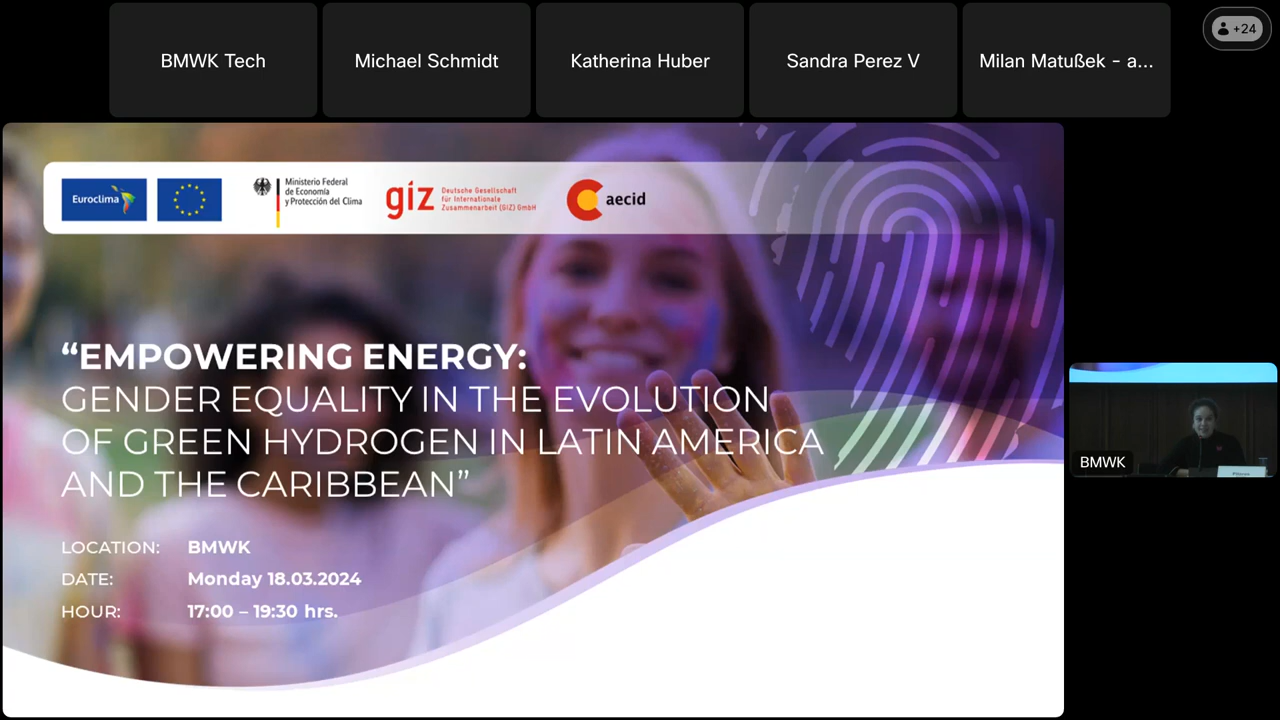 BMWK Tech
Michael Schmidt
Katherina Huber
Sandra Perez V
Milan Matußek - a...
+24
Euroclima
Ministerio Federal
de Economía
y Protección del Clima
giz
Deutsche Gesellschaft
für Internationale
Zusammenarbeit (GIZ) GmbH
aecid
“EMPOWERING ENERGY:
GENDER EQUALITY IN THE EVOLUTION
OF GREEN HYDROGEN IN LATIN AMERICA
AND THE CARIBBEAN”
LOCATION: BMWK
DATE: Monday 18.03.2024
HOUR: 17:00 – 19:30 hrs.
BMWK